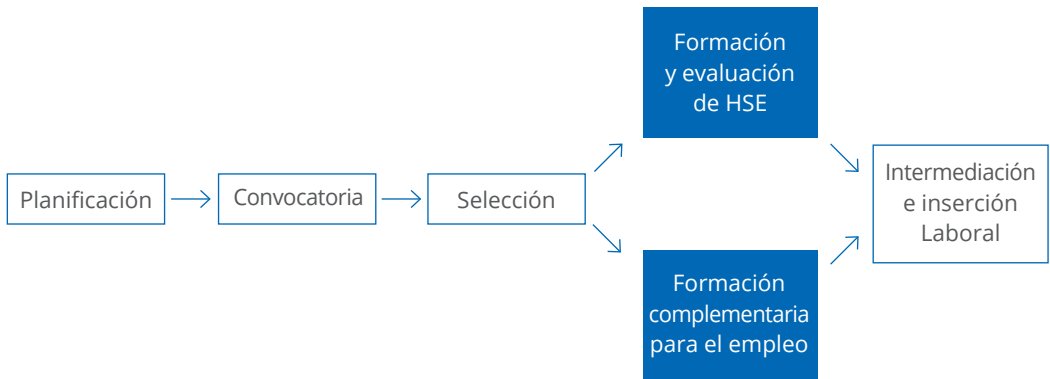 Planificación
Convocatoria
Selección
Formación
y evaluación
de HSE
Formación
complementaria
para el empleo
Intermediación
e inserción
Laboral